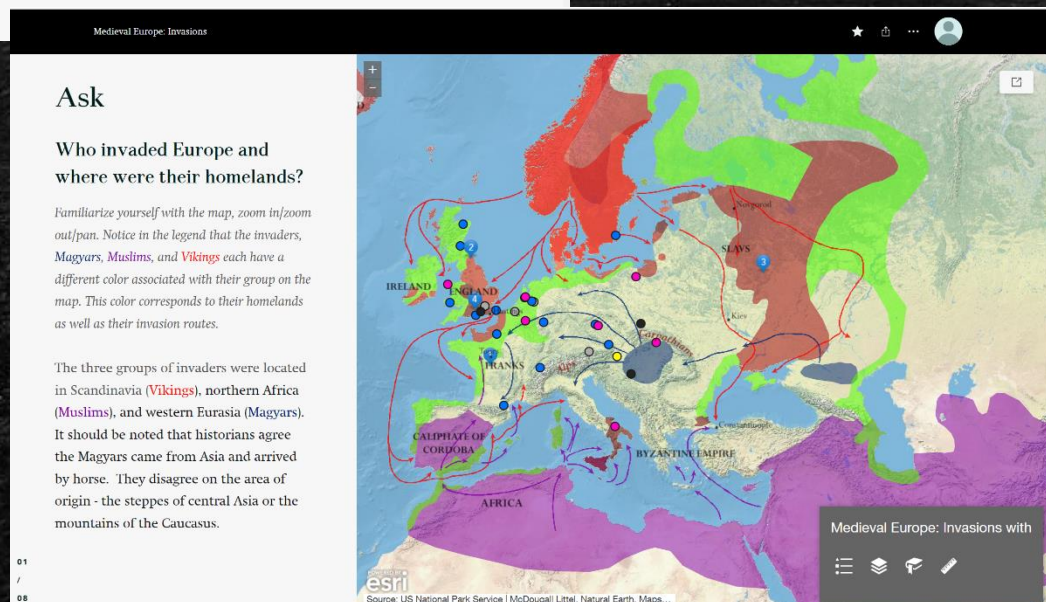 Medieval Europe: Invasions
Ask
Who invaded Europe and
where were their homelands?
Familiarize yourself with the map, zoom in/zoom
out/pan. Notice in the legend that the invaders,
Magyars, Muslims, and Vikings each have a
different color associated with their group on the
map. This color corresponds to their homelands
as well as their invasion routes.
The three groups of invaders were located
in Scandinavia (Vikings), northern Africa
(Muslims), and western Eurasia (Magyars).
It should be noted that historians agree
the Magyars came from Asia and arrived
by horse. They disagree on the area of
origin - the steppes of central Asia or the
mountains of the Caucasus.
01
/
08
+
−
Novgorod
SLAVS
2
3
IRELAND
ENGLAND
4
Kiev
Carpathians
FRANKS
Alps
CALIPHATE OF
CORDOBA
Constantinople
BYZANTINE EMPIRE
AFRICA
Medieval Europe: Invasions with
POWERED BY
esri
Source: US National Park Service | McDougall Littel, Natural Earth, Maps...